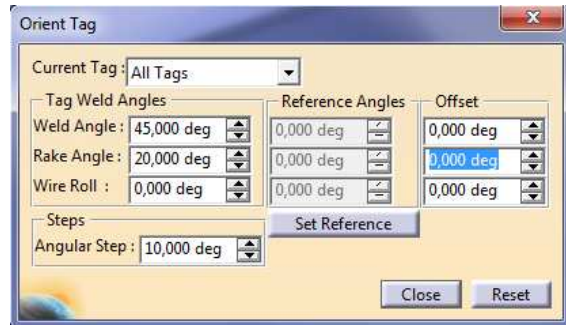 Orient Tag
Current Tag : All Tags
Tag Weld Angles Reference Angles Offset
Weld Angle : 45,000 deg 0,000 deg 0,000 deg
Rake Angle : 20,000 deg 0,000 deg 0,000 deg
Wire Roll : 0,000 deg 0,000 deg 0,000 deg
Steps Set Reference
Angular Step : 10,000 deg
Close Reset